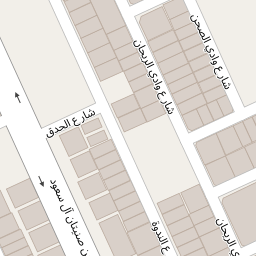 شارع وادي الصحن
شارع وادي الريحان
شارع الحدق
ن صنيتان آل سعود
ع الندوة
ي الريحان